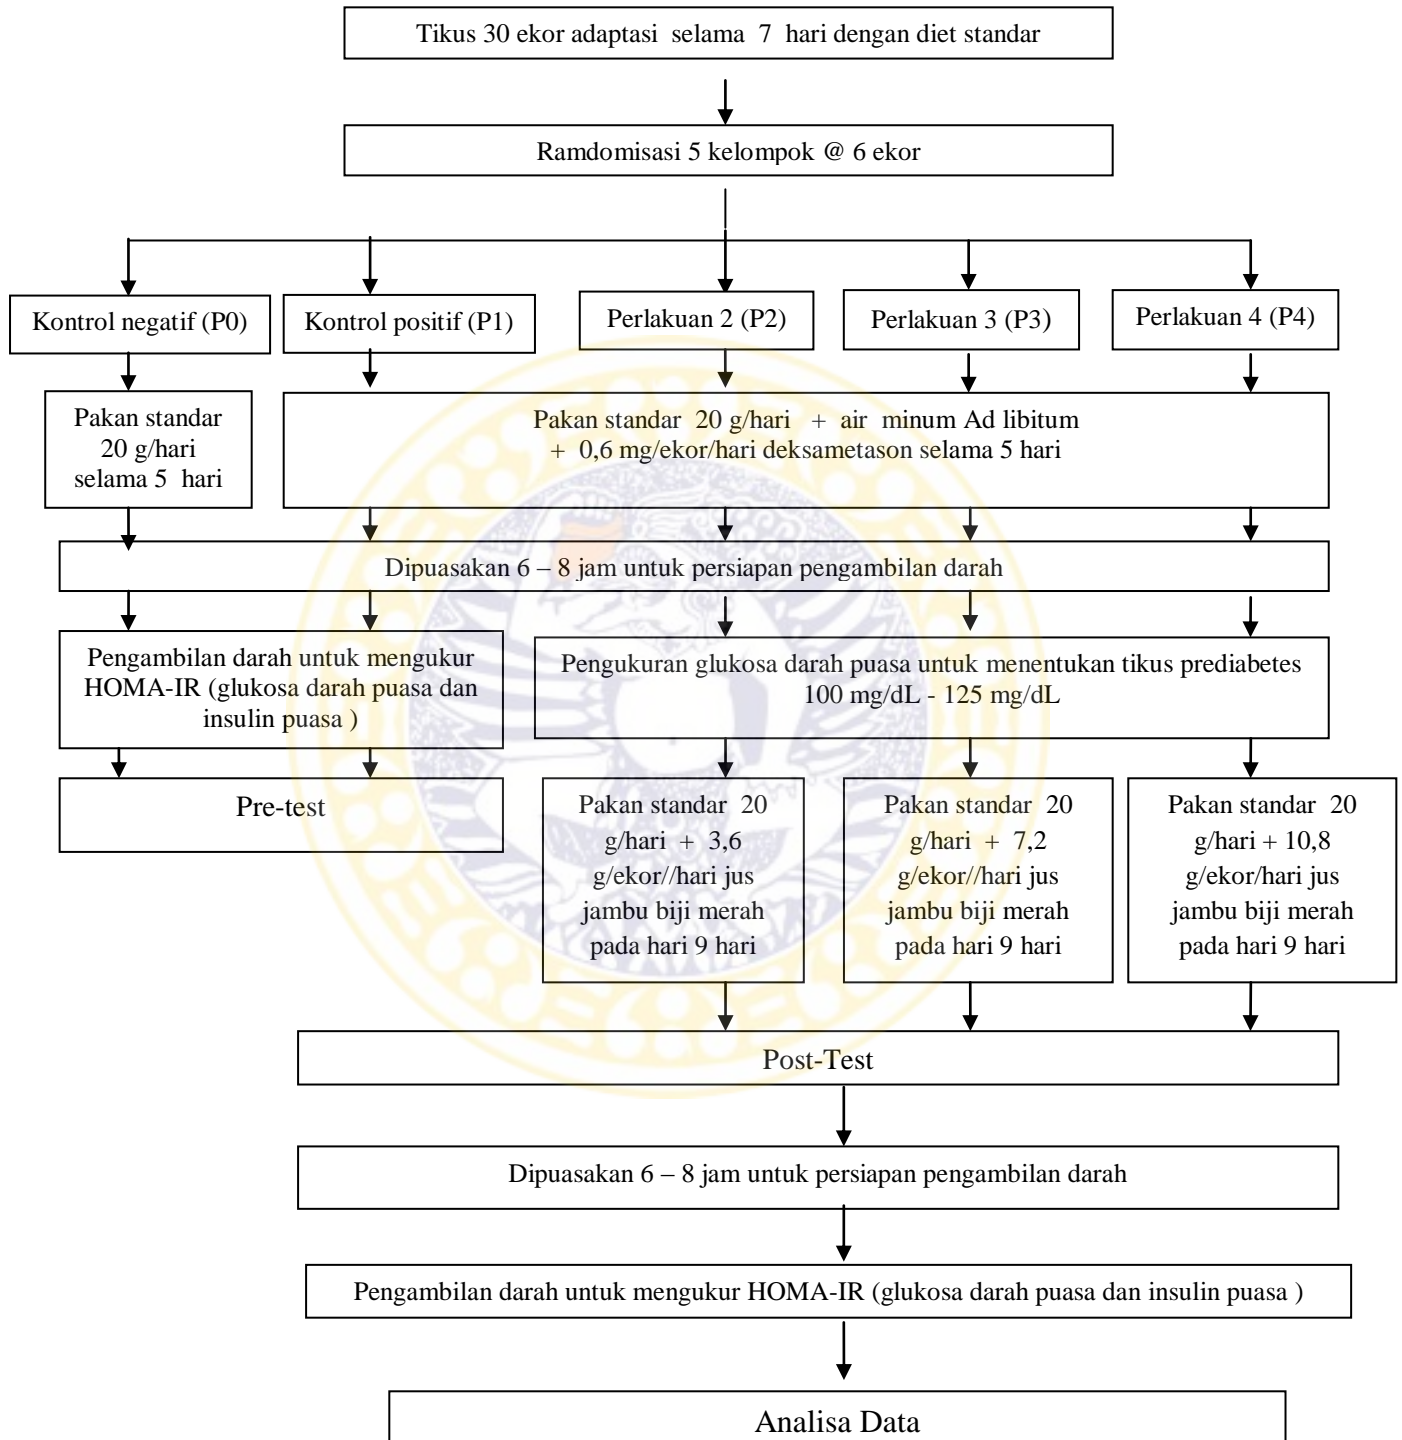 Tikus 30 ekor adaptasi selama 7 hari dengan diet standar
Ramdomisasi 5 kelompok @ 6 ekor
Kontrol negatif (P0)
Kontrol positif (P1)
Perlakuan 2 (P2)
Perlakuan 3 (P3)
Perlakuan 4 (P4)
Pakan standar
20 g/hari
selama 5 hari
Pakan standar 20 g/hari + air minum Ad libitum
+ 0,6 mg/ekor/hari deksametason selama 5 hari
Dipuasakan 6 – 8 jam untuk persiapan pengambilan darah
Pengambilan darah untuk mengukur
HOMA-IR (glukosa darah puasa dan
insulin puasa )
Pengukuran glukosa darah puasa untuk menentukan tikus prediabetes
100 mg/dL - 125 mg/dL
Pre-test
Pakan standar 20
g/hari + 3,6
g/ekor//hari jus
jambu biji merah
pada hari 9 hari
Pakan standar 20
g/hari + 7,2
g/ekor//hari jus
jambu biji merah
pada hari 9 hari
Pakan standar 20
g/hari + 10,8
g/ekor/hari jus
jambu biji merah
pada hari 9 hari
Post-Test
Dipuasakan 6 – 8 jam untuk persiapan pengambilan darah
Pengambilan darah untuk mengukur HOMA-IR (glukosa darah puasa dan insulin puasa )
Analisa Data